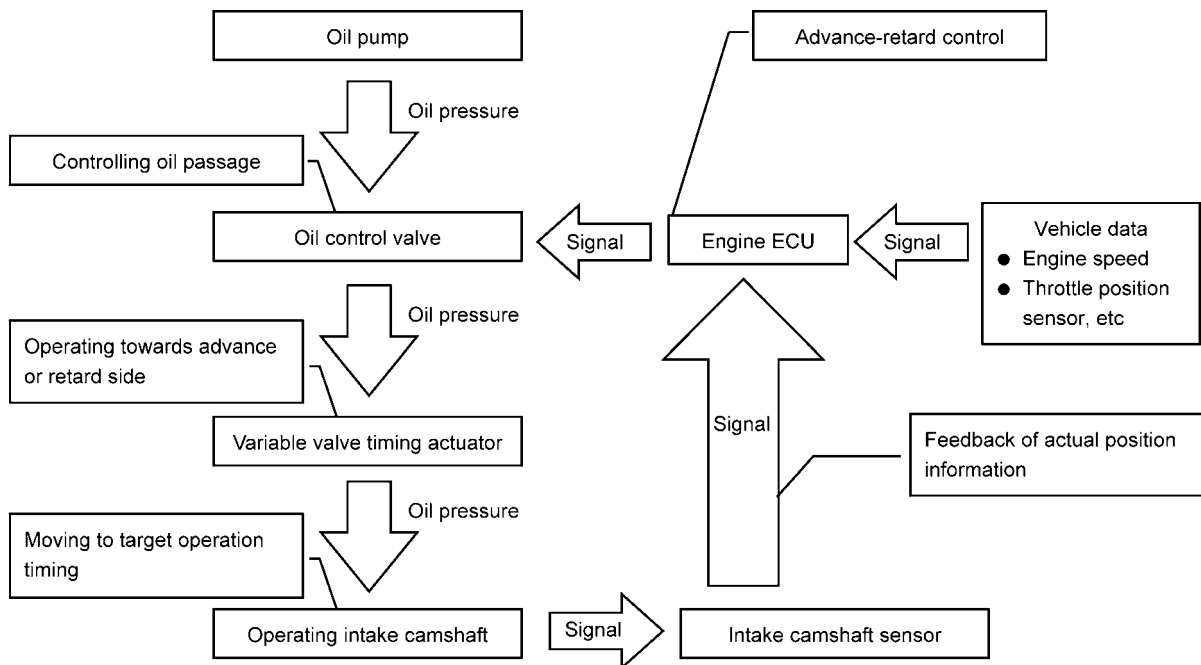 Oil pump
Advance-retard control
Oil pressure
Controlling oil passage
Oil control valve
Signal
Engine ECU
Signal
Vehicle data
● Engine speed
● Throttle position
sensor, etc
Oil pressure
Operating towards advance
or retard side
Variable valve timing actuator
Signal
Feedback of actual position
information
Oil pressure
Moving to target operation
timing
Operating intake camshaft
Signal
Intake camshaft sensor